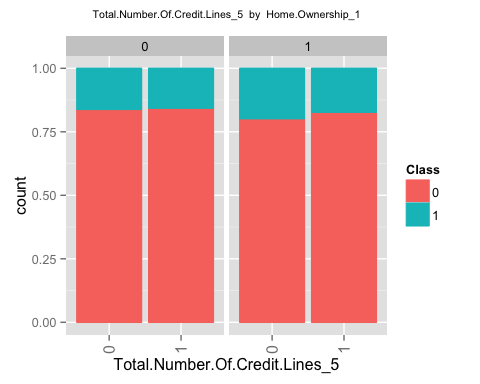 Total.Number.Of.Credit.Lines_5 by Home.Ownership_1
0 1
1.00
0.75
0.50
0.25
0.00
count
0 1 0 1
Total.Number.Of.Credit.Lines_5
Class
0
1